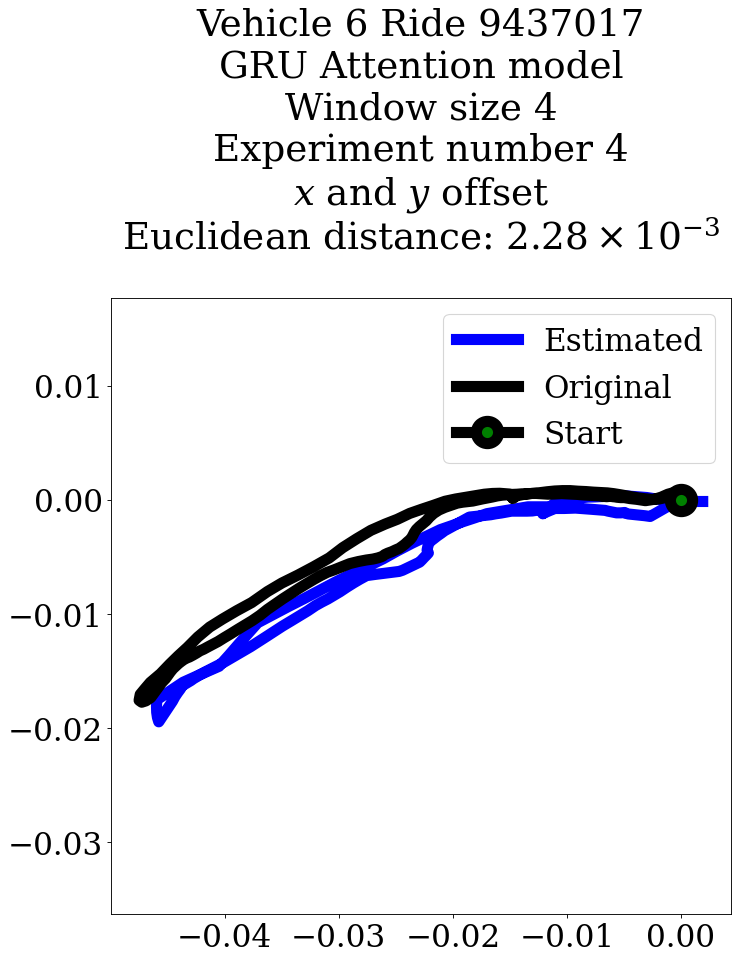 Vehicle 6 Ride 9437017
GRU Attention model
Window size 4
Experiment number 4
x and y offset
Euclidean distance: 2.28 × 10⁻³
Estimated
Original
Start
0.01
0.00
−0.01
−0.02
−0.03
−0.04 −0.03 −0.02 −0.01 0.00